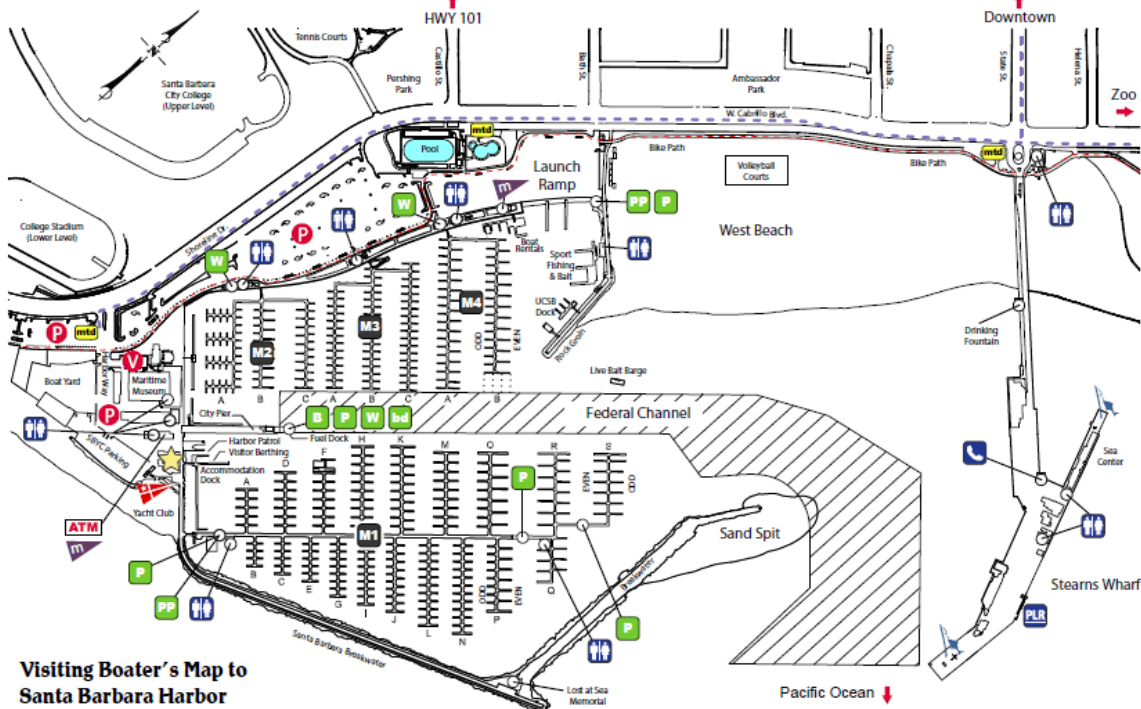 HWY 101
Downtown
Tennis Courts
Castillo St.
Bath St.
Chapala St.
State St.
Helena St.
Santa Barbara
City College
(Upper Level)
Pershing
Park
Ambassador
Park
Zoo
W. Cabrillo Blvd.
mtd
Pool
Bike Path
Volleyball
Courts
Bike Path
mtd
Launch
Ramp
m
W
PP
P
College Stadium
(Lower Level)
Shoreline Dr.
P
Boat
Rentals
West Beach
W
Sport
Fishing
& Bait
M4
UCSB
Dock
P
mtd
M3
M2
ODD
EVEN
Rock Groin
Drinking
Fountain
V
Boat Yard
Harbor Way
Maritime
Museum
Live Bait Barge
A
B
C
A
B
C
A
B
P
City Pier
B
P
W
bd
Federal Channel
Fuel Dock
SBYC Parking
Harbor Patrol
Visitor Berthing
Accommodation
Dock
A
D
F
H
K
M
O
R
S
EVEN
ODD
P
Sea
Center
Yacht Club
ATM
m
M1
Sand Spit
P
B
C
E
G
I
J
L
N
ODD
EVEN
P
Q
Breakwater
Stearns Wharf
PP
P
PLR
Santa Barbara Breakwater
Visiting Boater's Map to
Santa Barbara Harbor
Lost at Sea
Memorial
Pacific Ocean